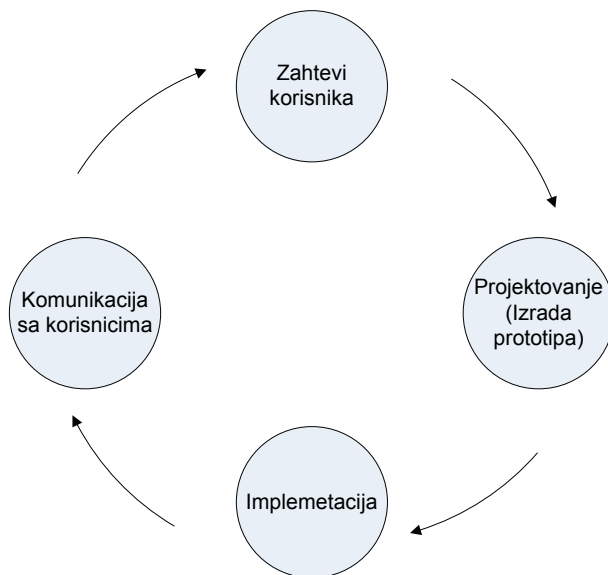 Zahtevi
korisnika
Projektovanje
(Izrada
prototipa)
Implemetacija
Komunikacija
sa korisnicima